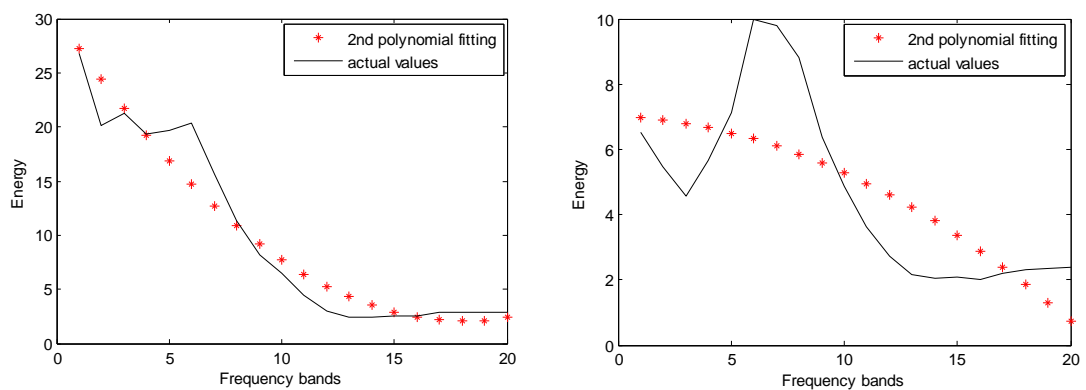 30
25
20
15
10
5
0
Energy
0 5 10 15 20
Frequency bands
2nd polynomial fitting
actual values
10
8
6
4
2
0
Energy
0 5 10 15 20
Frequency bands
2nd polynomial fitting
actual values